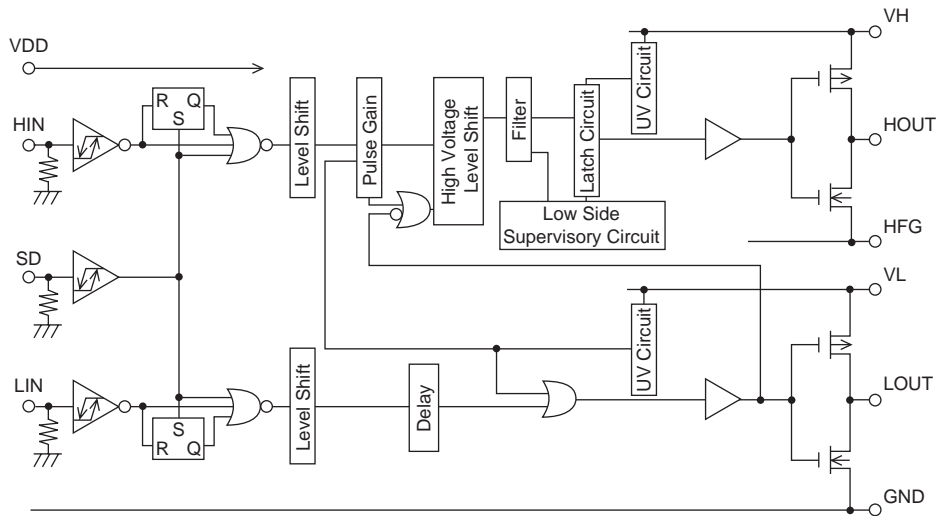 VDD
VH
HIN
R
Q
S
Level Shift
Pulse Gain
High Voltage
Level Shift
Filter
Latch Circuit
UV Circuit
HOUT
Low Side
Supervisory Circuit
HFG
SD
VL
UV Circuit
LIN
S
R
Q
Level Shift
Delay
LOUT
GND